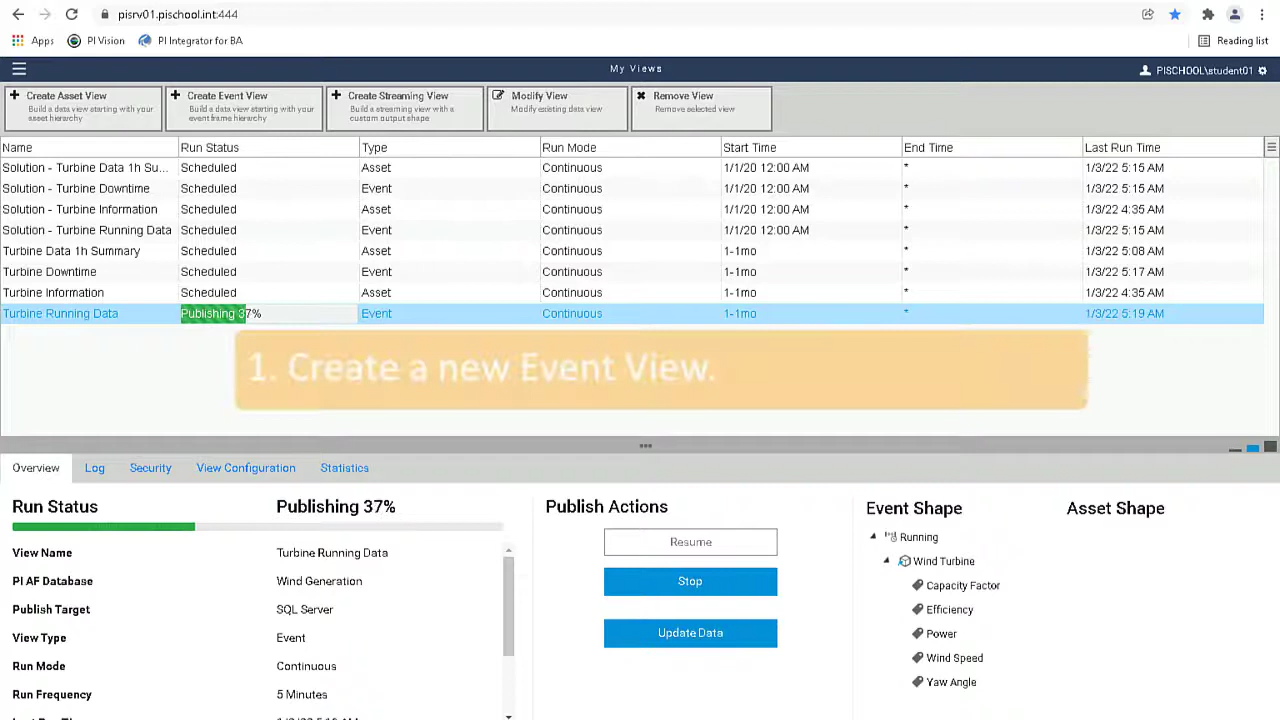 pisrv01.pischool.int:444
Apps PI Vision PI Integrator for BA Reading list
My Views PISCHOOL\student01
Create Asset View Create Event View Create Streaming View Modify View Remove View
Build a data view starting with your Build a data view starting with your Build a streaming view with a Modify existing data view Remove selected view
asset hierarchy event frame hierarchy custom output shape
Name Run Status Type Run Mode Start Time End Time Last Run Time
Solution - Turbine Data 1h Su... Scheduled Asset Continuous 1/1/20 12:00 AM * 1/3/22 5:15 AM
Solution - Turbine Downtime Scheduled Event Continuous 1/1/20 12:00 AM * 1/3/22 5:15 AM
Solution - Turbine Information Scheduled Asset Continuous 1/1/20 12:00 AM * 1/3/22 4:35 AM
Solution - Turbine Running Data Scheduled Event Continuous 1/1/20 12:00 AM * 1/3/22 5:15 AM
Turbine Data 1h Summary Scheduled Asset Continuous 1-1mo * 1/3/22 5:08 AM
Turbine Downtime Scheduled Event Continuous 1-1mo * 1/3/22 5:17 AM
Turbine Information Scheduled Asset Continuous 1-1mo * 1/3/22 4:35 AM
Turbine Running Data Publishing 37% Event Continuous 1-1mo * 1/3/22 5:19 AM
1. Create a new Event View.
Overview Log Security View Configuration Statistics
Run Status Publishing 37% Publish Actions Event Shape Asset Shape
Running
Resume
View Name Turbine Running Data
Wind Turbine
PI AF Database Wind Generation Stop
Capacity Factor
Publish Target SQL Server Efficiency
View Type Event Update Data Power
Wind Speed
Run Mode Continuous
Yaw Angle
Run Frequency 5 Minutes